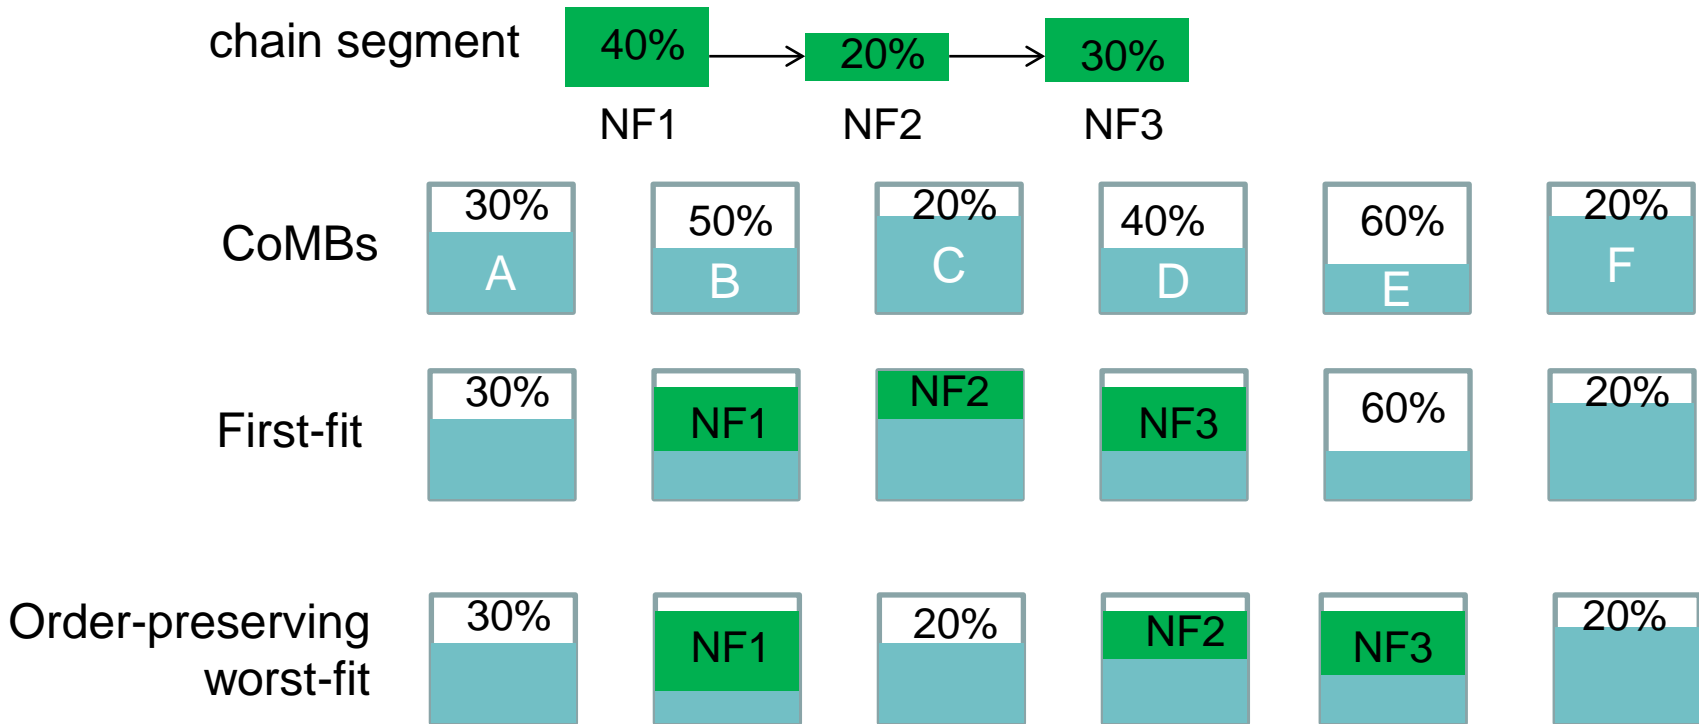 chain segment 40% 20% 30%
NF1 NF2 NF3
CoMBs 30% 50% 20% 40% 60% 20%
A B C D E F
First-fit 30% NF1 NF2 NF3 60% 20%
Order-preserving
worst-fit 30% NF1 20% NF2 NF3 20%